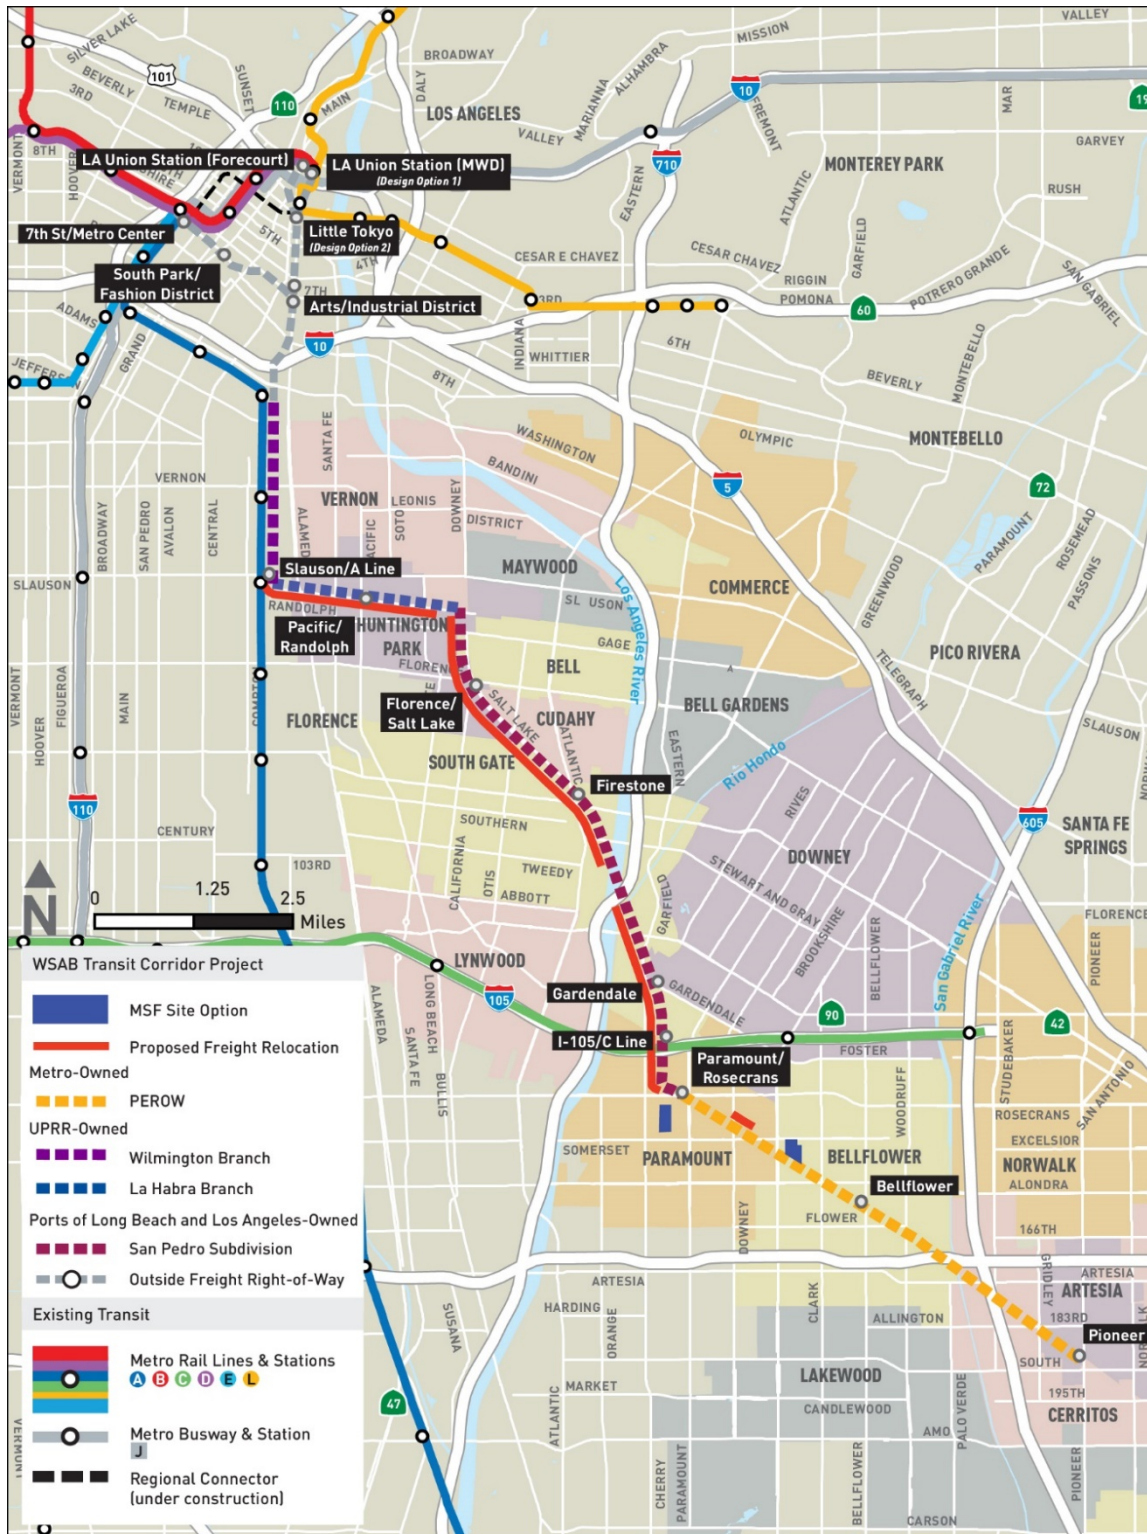 VALLEY
MISSION
SILVER LAKE
SUNSET
BROADWAY
ALHAMBRA
MARIANNA
101
BEVERLY
3RD
TEMPLE
110
MAIN
DALY
LOS ANGELES
10
FREMONT
MAR
19
VALLEY
GARVEY
VERMONT
8TH
HOOVER
LA Union Station (Forecourt)
LA Union Station (MWD)
(Design Option 1)
710
EASTERN
MONTEREY PARK
ATLANTIC
RUSH
GARFIELD
7th St/Metro Center
5TH
4TH
Little Tokyo
(Design Option 2)
CESAR E CHAVEZ
CESAR CHAVEZ
RIGGIN
POMONA
POTRERO GRANDE
SAN GABRIEL
South Park/
Fashion District
7TH
Arts/Industrial District
3RD
60
ADAMS
GRAND
JEFFERSON
10
INDIANA
WHITTIER
6TH
8TH
BEVERLY
MONTEBELLO
OLYMPIC
MONTEBELLO
WASHINGTON
BANDINI
SANTA FE
VERNON
VERNON
LEONIS
SOTO
DOWNEY
DISTRICT
5
72
PARAMOUNT
ROSEMEAD
PASSONS
BROADWAY
SAN PEDRO
AVALON
CENTRAL
ALAMEDA
PACIFIC
SLAUSON
Slauson/A Line
MAYWOOD
Los Angeles River
COMMERCE
GREENWOOD
RANDOLPH
SL USON
Pacific/
Randolph
HUNTINGTON
PARK
GAGE
BELL
TELEGRAPH
PICO RIVERA
VERMONT
HOOVER
FIGUEROA
MAIN
COMPTON
FLORENCE
FLOREN
Florence/
Salt Lake
SALT LAKE
CUDAHY
BELL GARDENS
SLAUSON
SOUTH GATE
ATLANTIC
EASTERN
Rio Hondo
Firestone
110
CENTURY
103RD
SOUTHERN
CALIFORNIA
OTIS
TWEEDY
ABBOTT
GARFIELD
RIVES
DOWNEY
STEWART AND GRAY
BROOKSHIRE
605
SANTA FE
SPRINGS
NORWALK
N
0
1.25
2.5
Miles
LYNWOOD
105
BELLFLOWER
San Gabriel River
FLORENCE
PIONEER
Gardendale
GARDENDALE
I-105/C Line
90
FOSTER
42
Paramount/
Rosecrans
STUDEBAKER
SAN ANTONIO
ALAMEDA
LONG BEACH
SANTA FE
BULLIS
WOODRUFF
ROSECRANS
EXCELSIOR
SOMERSET
PARAMOUNT
BELLFLOWER
NORWALK
ALONDRA
Bellflower
DOWNEY
FLOWER
166TH
ARTESIA
GRIDLEY
ARTESIA
ARTESIA
HARDING
ORANGE
CLARK
ALLINGTON
183RD
Pioneer
SUSANA
SOUTH
LAKEWOOD
MARKET
CANDLEWOOD
195TH
CERRITOS
47
ATLANTIC
AMO
PALO VERDE
CHERRY
PARAMOUNT
BELLFLOWER
PIONEER
CARSON
VERMONT
WSAB Transit Corridor Project
MSF Site Option
Proposed Freight Relocation
Metro-Owned
PEROW
UPRR-Owned
Wilmington Branch
La Habra Branch
Ports of Long Beach and Los Angeles-Owned
San Pedro Subdivision
Outside Freight Right-of-Way
Existing Transit
Metro Rail Lines & Stations
A B C D E L
Metro Busway & Station
J
Regional Connector
(under construction)